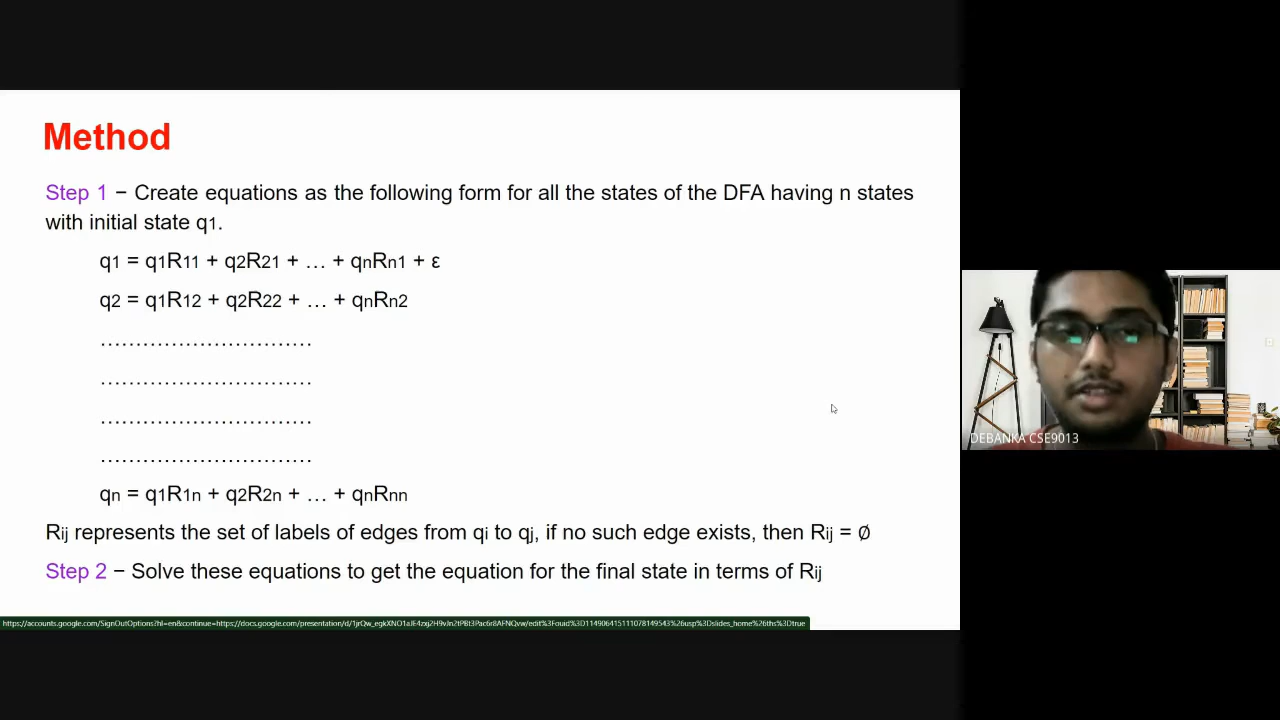 Method
Step 1 − Create equations as the following form for all the states of the DFA having n states
with initial state q1.
q1 = q1R11 + q2R21 + … + qnRn1 + ε
q2 = q1R12 + q2R22 + … + qnRn2
…………………………
…………………………
…………………………
…………………………
qn = q1R1n + q2R2n + … + qnRnn
Rij represents the set of labels of edges from qi to qj, if no such edge exists, then Rij = ∅
Step 2 − Solve these equations to get the equation for the final state in terms of Rij
DEBANKA CSE9013